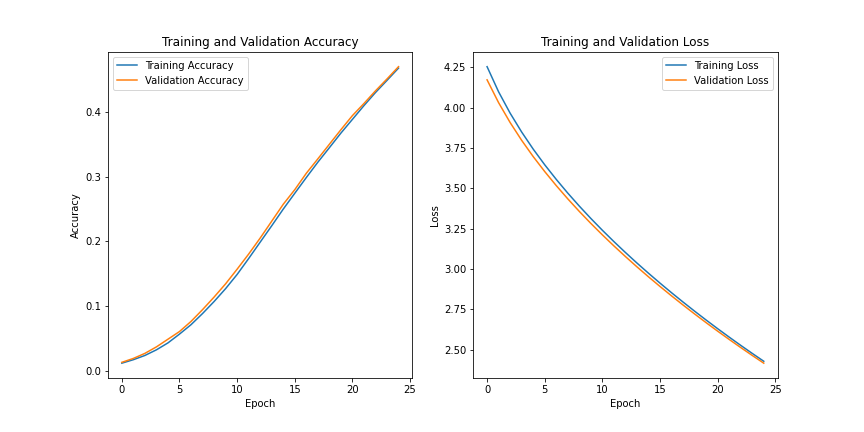 Training and Validation Accuracy
Training Accuracy
Validation Accuracy
0.4
0.3
0.2
0.1
0.0
Accuracy
0 5 10 15 20 25
Epoch
Training and Validation Loss
Training Loss
Validation Loss
4.25
4.00
3.75
3.50
3.25
3.00
2.75
2.50
Loss
0 5 10 15 20 25
Epoch